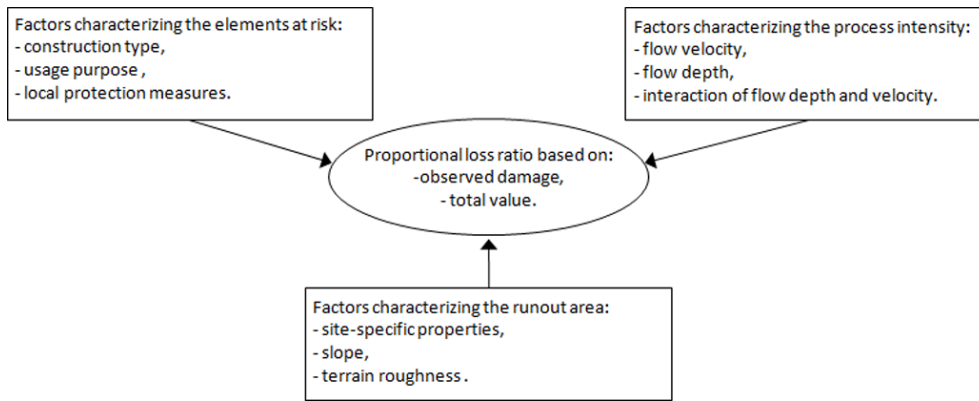 Factors characterizing the elements at risk:
- construction type,
- usage purpose ,
- local protection measures.
Factors characterizing the process intensity:
- flow velocity,
- flow depth,
- interaction of flow depth and velocity.
Proportional loss ratio based on:
-observed damage,
- total value.
Factors characterizing the runout area:
- site-specific properties,
- slope,
- terrain roughness .